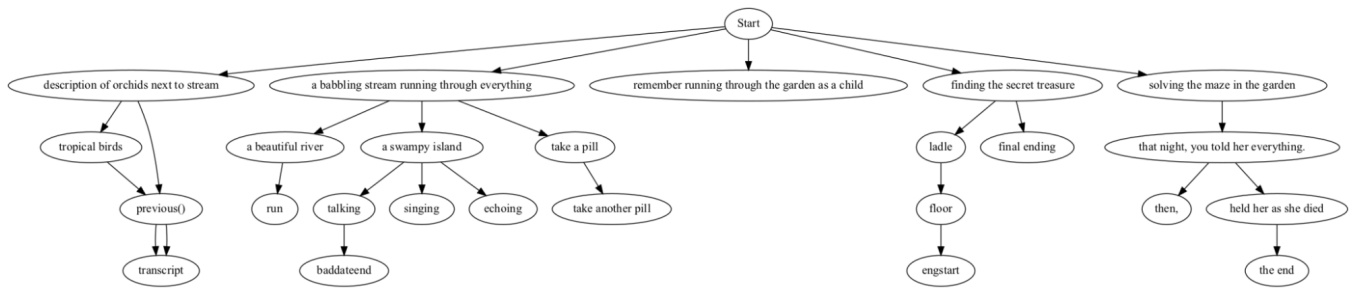 Start
description of orchids next to stream
a babbling stream running through everything
remember running through the garden as a child
finding the secret treasure
solving the maze in the garden
tropical birds
a beautiful river
a swampy island
take a pill
ladle
final ending
that night, you told her everything.
previous()
run
talking
singing
echoing
take another pill
floor
then,
held her as she died
transcript
baddateend
engstart
the end